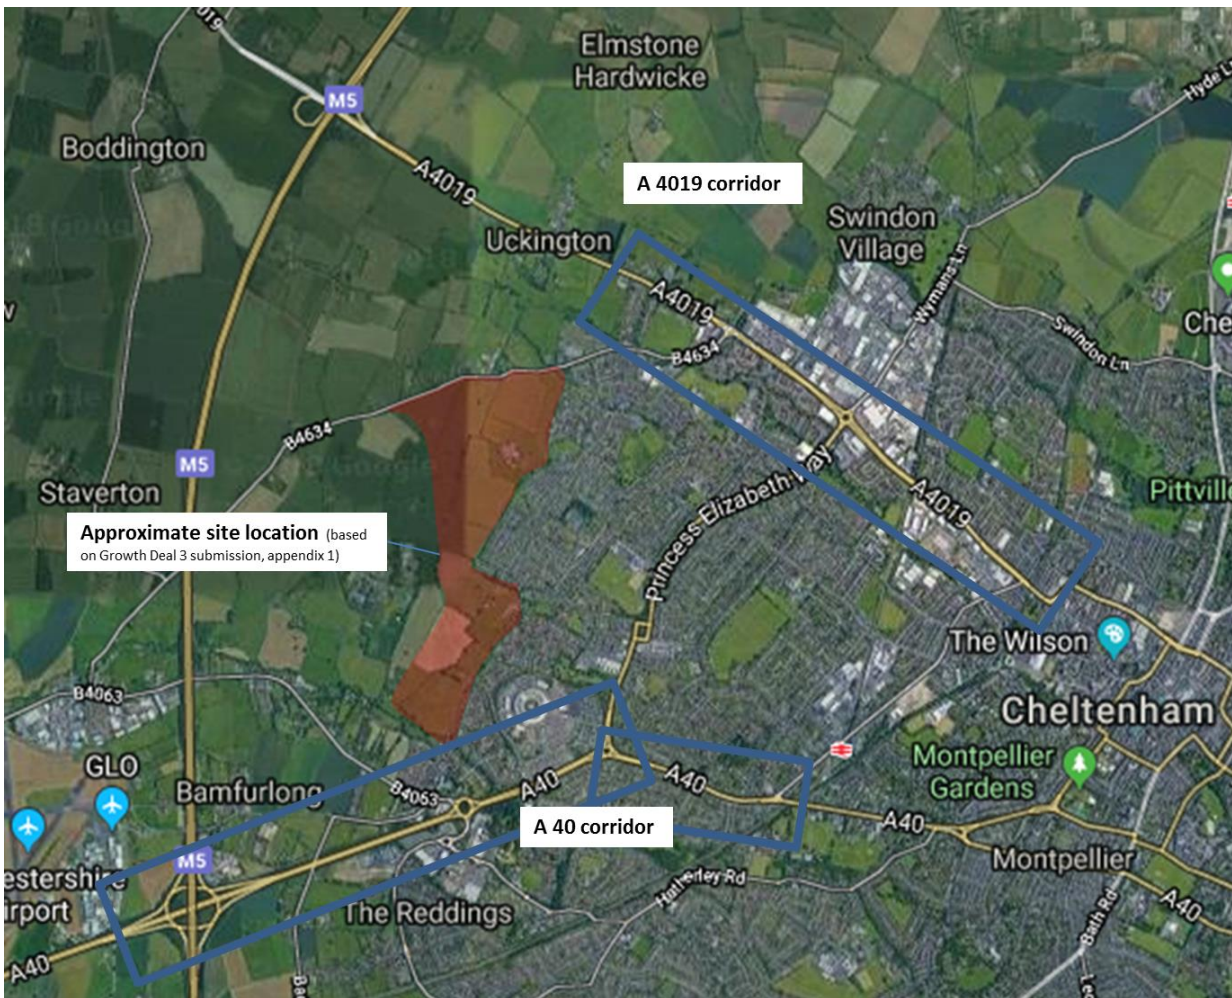 019
Elmstone
Hardwicke
Hyde Ln
M5
Boddington
A4019
A 4019 corridor
Swindon
Village
Uckington
Wymans Ln
A4019
Che
Swindon Ln
B4634
B4634
M5
Princess Elizabeth Way
A4019
Pittville
Staverton
Approximate site location (based
on Growth Deal 3 submission, appendix 1)
The Wilson
B4063
Cheltenham
GLO
Montpellier
Gardens
Bamfurlong
B4063
A40
A40
A 40 corridor
A40
M5
Montpellier
estershire
irport
The Reddings
Hatherley Rd
A40
Bath Rd
A40